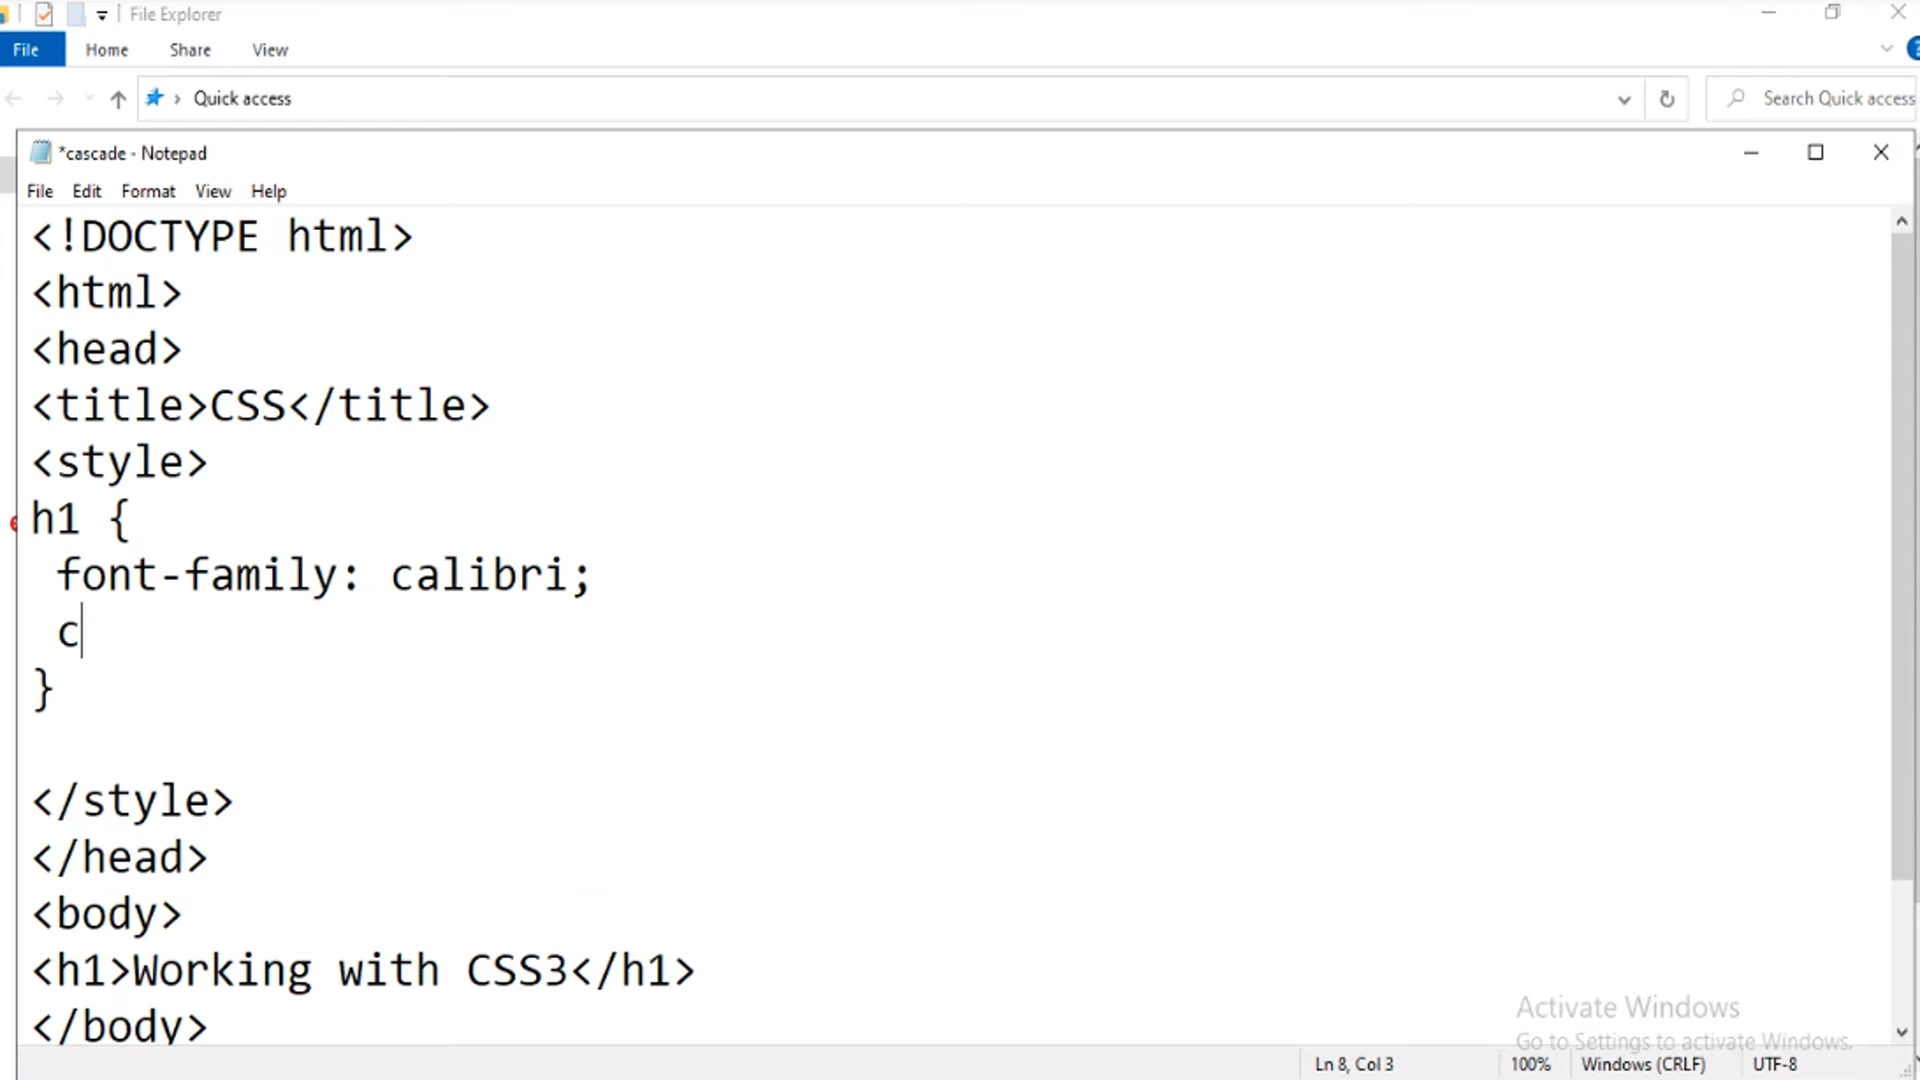 File Explorer
File Home Share View
Quick access
Search Quick access
*cascade - Notepad
File Edit Format View Help
<!DOCTYPE html>
<html>
<head>
<title>CSS</title>
<style>
h1 {
font-family: calibri;
c
}
</style>
</head>
<body>
<h1>Working with CSS3</h1>
</body>
Activate Windows
Go to Settings to activate Windows.
Ln 8, Col 3
100%
Windows (CRLF)
UTF-8